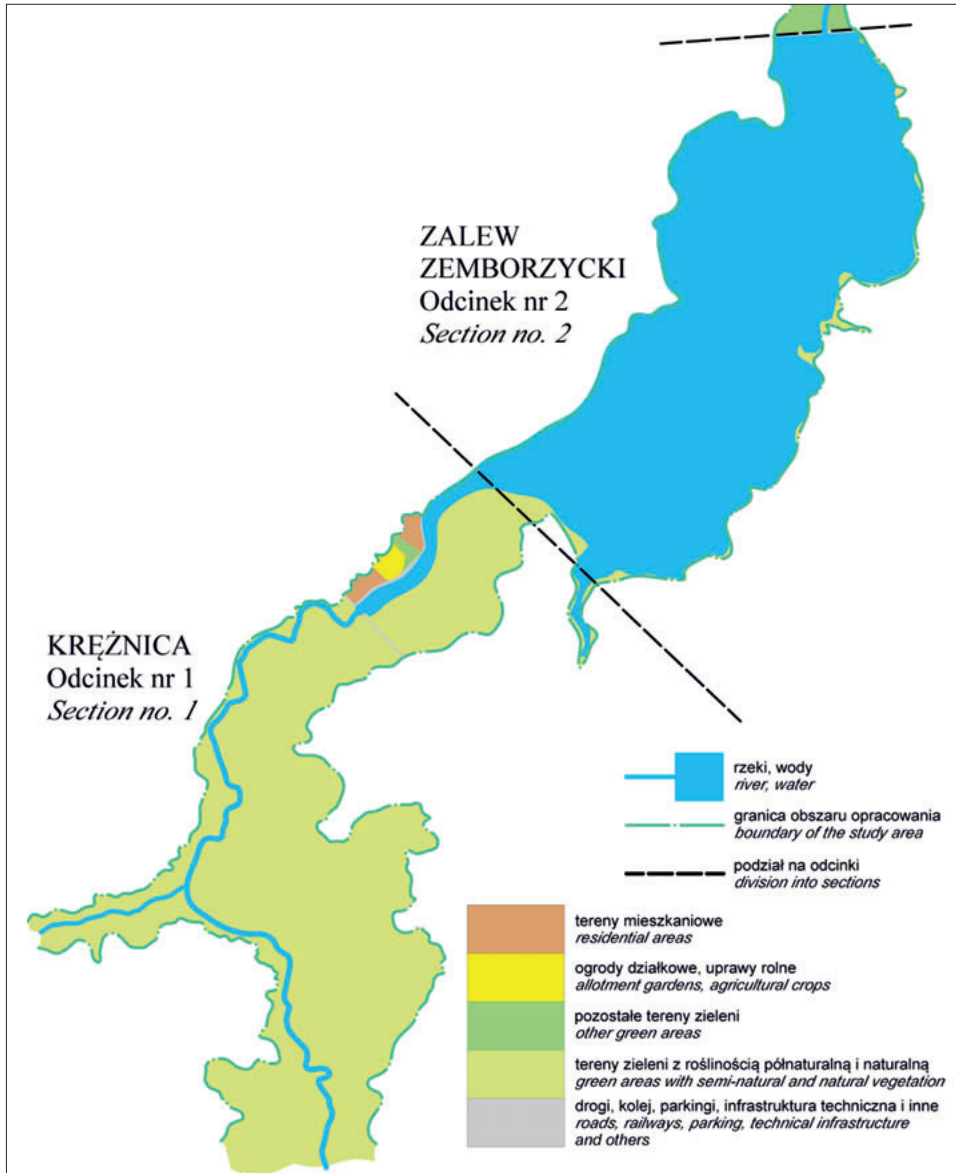 ZALEW
ZEMBORZYCKI
Odcinek nr 2
Section no. 2
KRĘŻNICA
Odcinek nr 1
Section no. 1
rzeki, wody
river, water
granica obszaru opracowania
boundary of the study area
podział na odcinki
division into sections
tereny mieszkaniowe
residential areas
ogrody działkowe, uprawy rolne
allotment gardens, agricultural crops
pozostałe tereny zieleni
other green areas
tereny zieleni z roślinością półnaturalną i naturalną
green areas with semi-natural and natural vegetation
drogi, kolej, parkingi, infrastruktura techniczna i inne
roads, railways, parking, technical infrastructure
and others